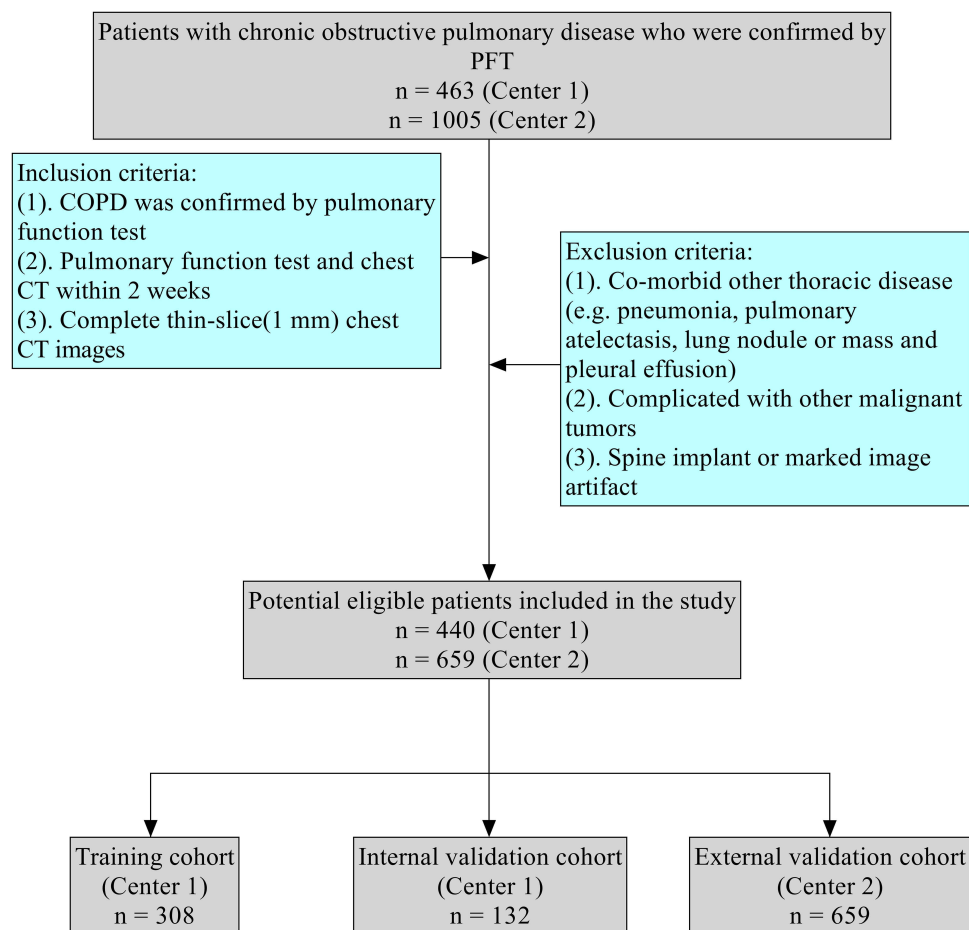 Patients with chronic obstructive pulmonary disease who were confirmed by
PFT
n = 463 (Center 1)
n = 1005 (Center 2)
Inclusion criteria:
(1). COPD was confirmed by pulmonary
function test
(2). Pulmonary function test and chest
CT within 2 weeks
(3). Complete thin-slice(1 mm) chest
CT images
Exclusion criteria:
(1). Co-morbid other thoracic disease
(e.g. pneumonia, pulmonary
atelectasis, lung nodule or mass and
pleural effusion)
(2). Complicated with other malignant
tumors
(3). Spine implant or marked image
artifact
Potential eligible patients included in the study
n = 440 (Center 1)
n = 659 (Center 2)
Training cohort
(Center 1)
n = 308
Internal validation cohort
(Center 1)
n = 132
External validation cohort
(Center 2)
n = 659